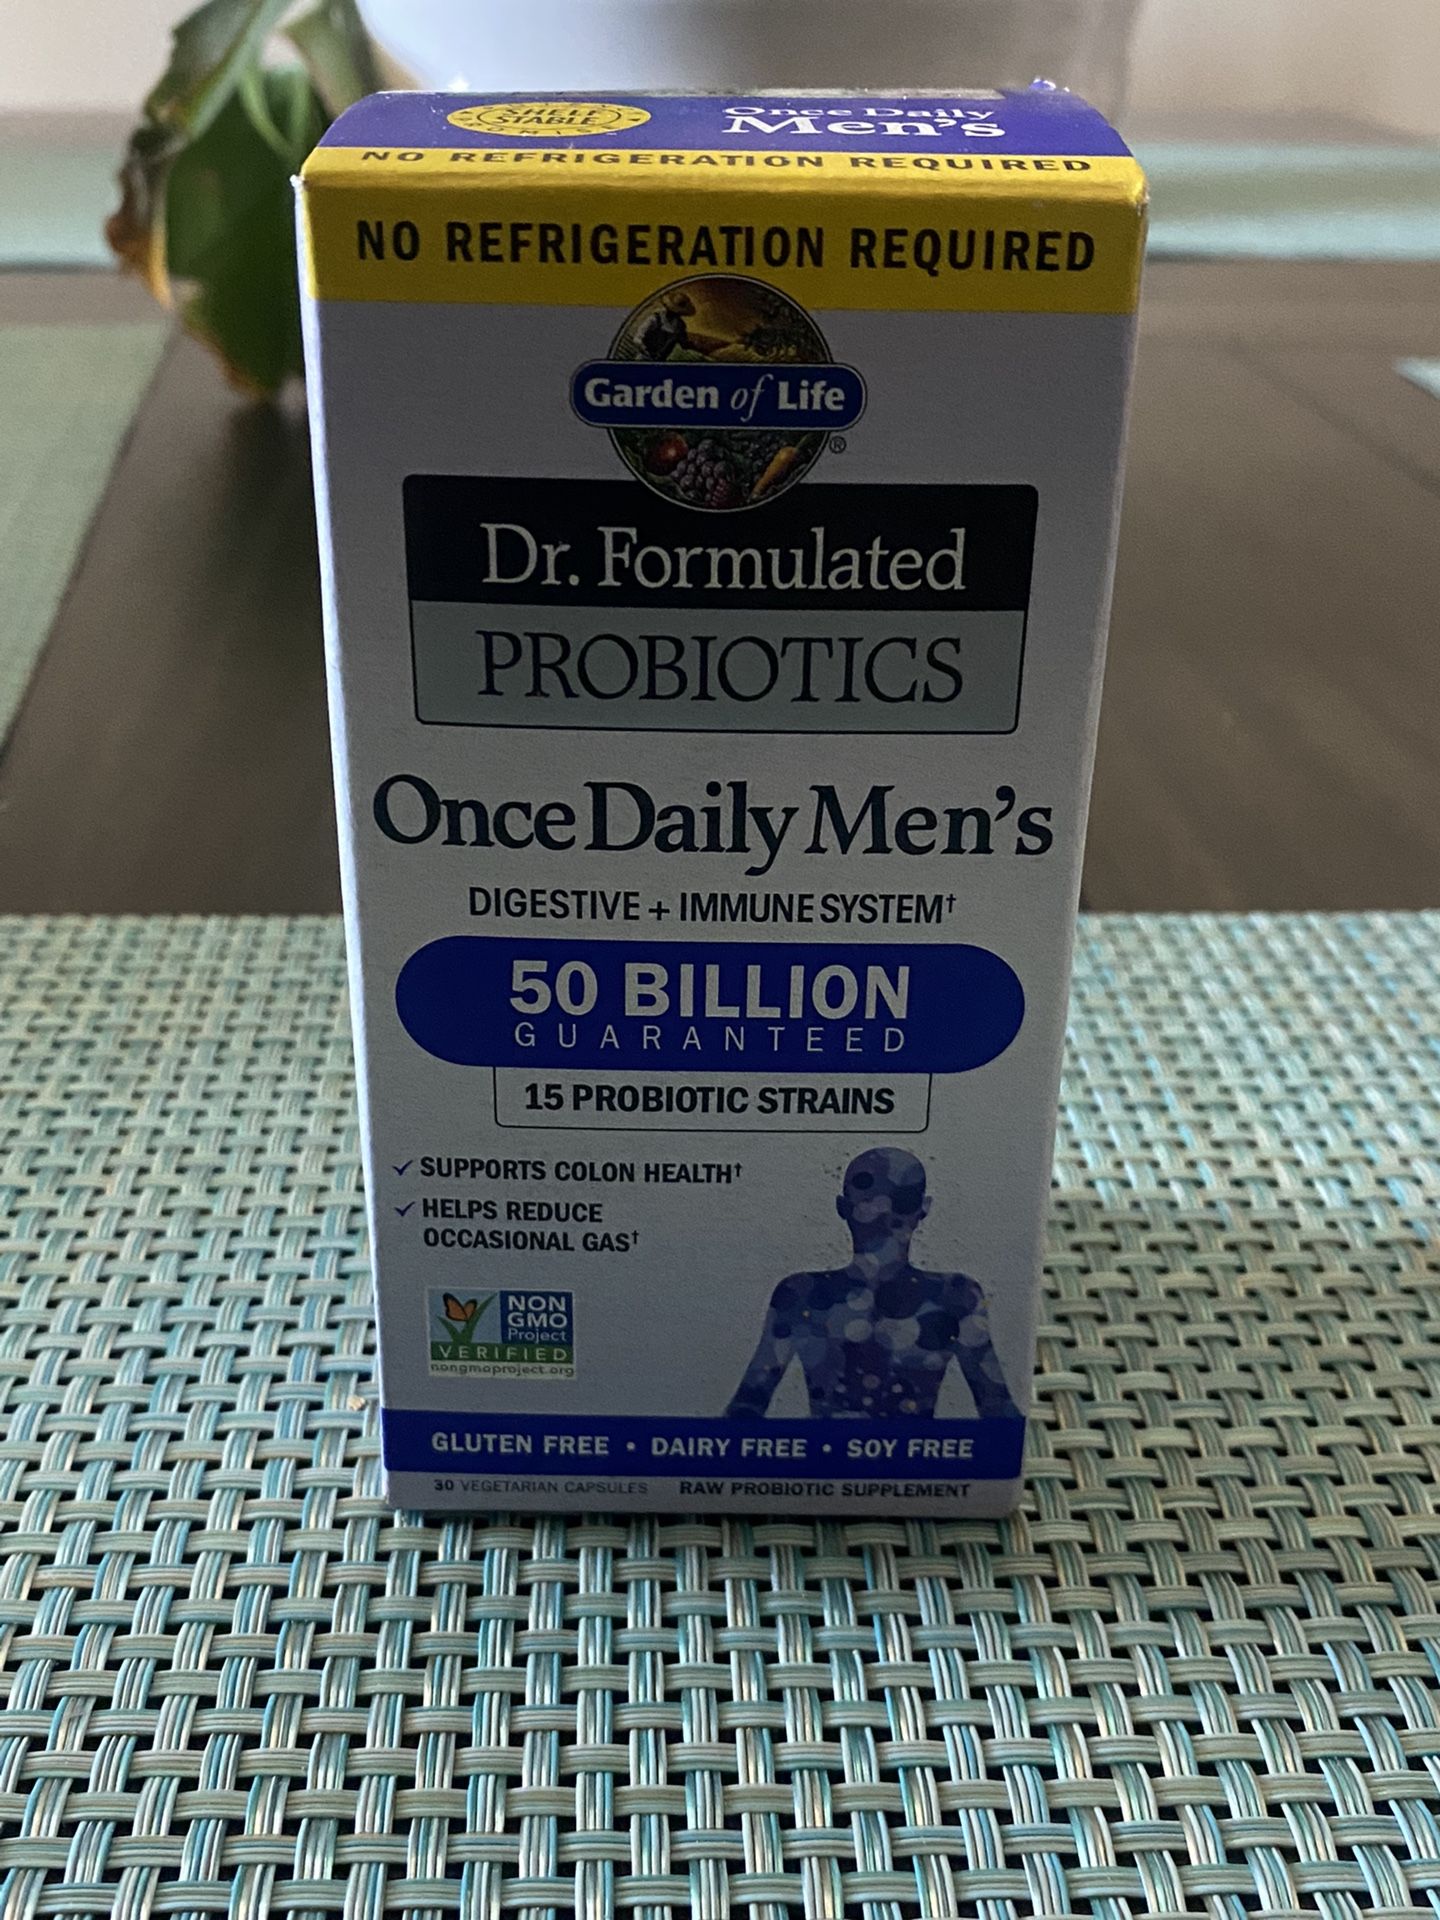 SHELF
STABLE
Once Daily
Men's
NO REFRIGERATION REQUIRED
NO REFRIGERATION REQUIRED
Garden of Life
®
Dr. Formulated
PROBIOTICS
Once Daily Men's
DIGESTIVE + IMMUNE SYSTEM†
50 BILLION
GUARANTEED
15 PROBIOTIC STRAINS
✓ SUPPORTS COLON HEALTH†
✓ HELPS REDUCE
OCCASIONAL GAS†
NON
GMO
Project
VERIFIED
nongmoproject.org
GLUTEN FREE • DAIRY FREE • SOY FREE
30 VEGETARIAN CAPSULES RAW PROBIOTIC SUPPLEMENT